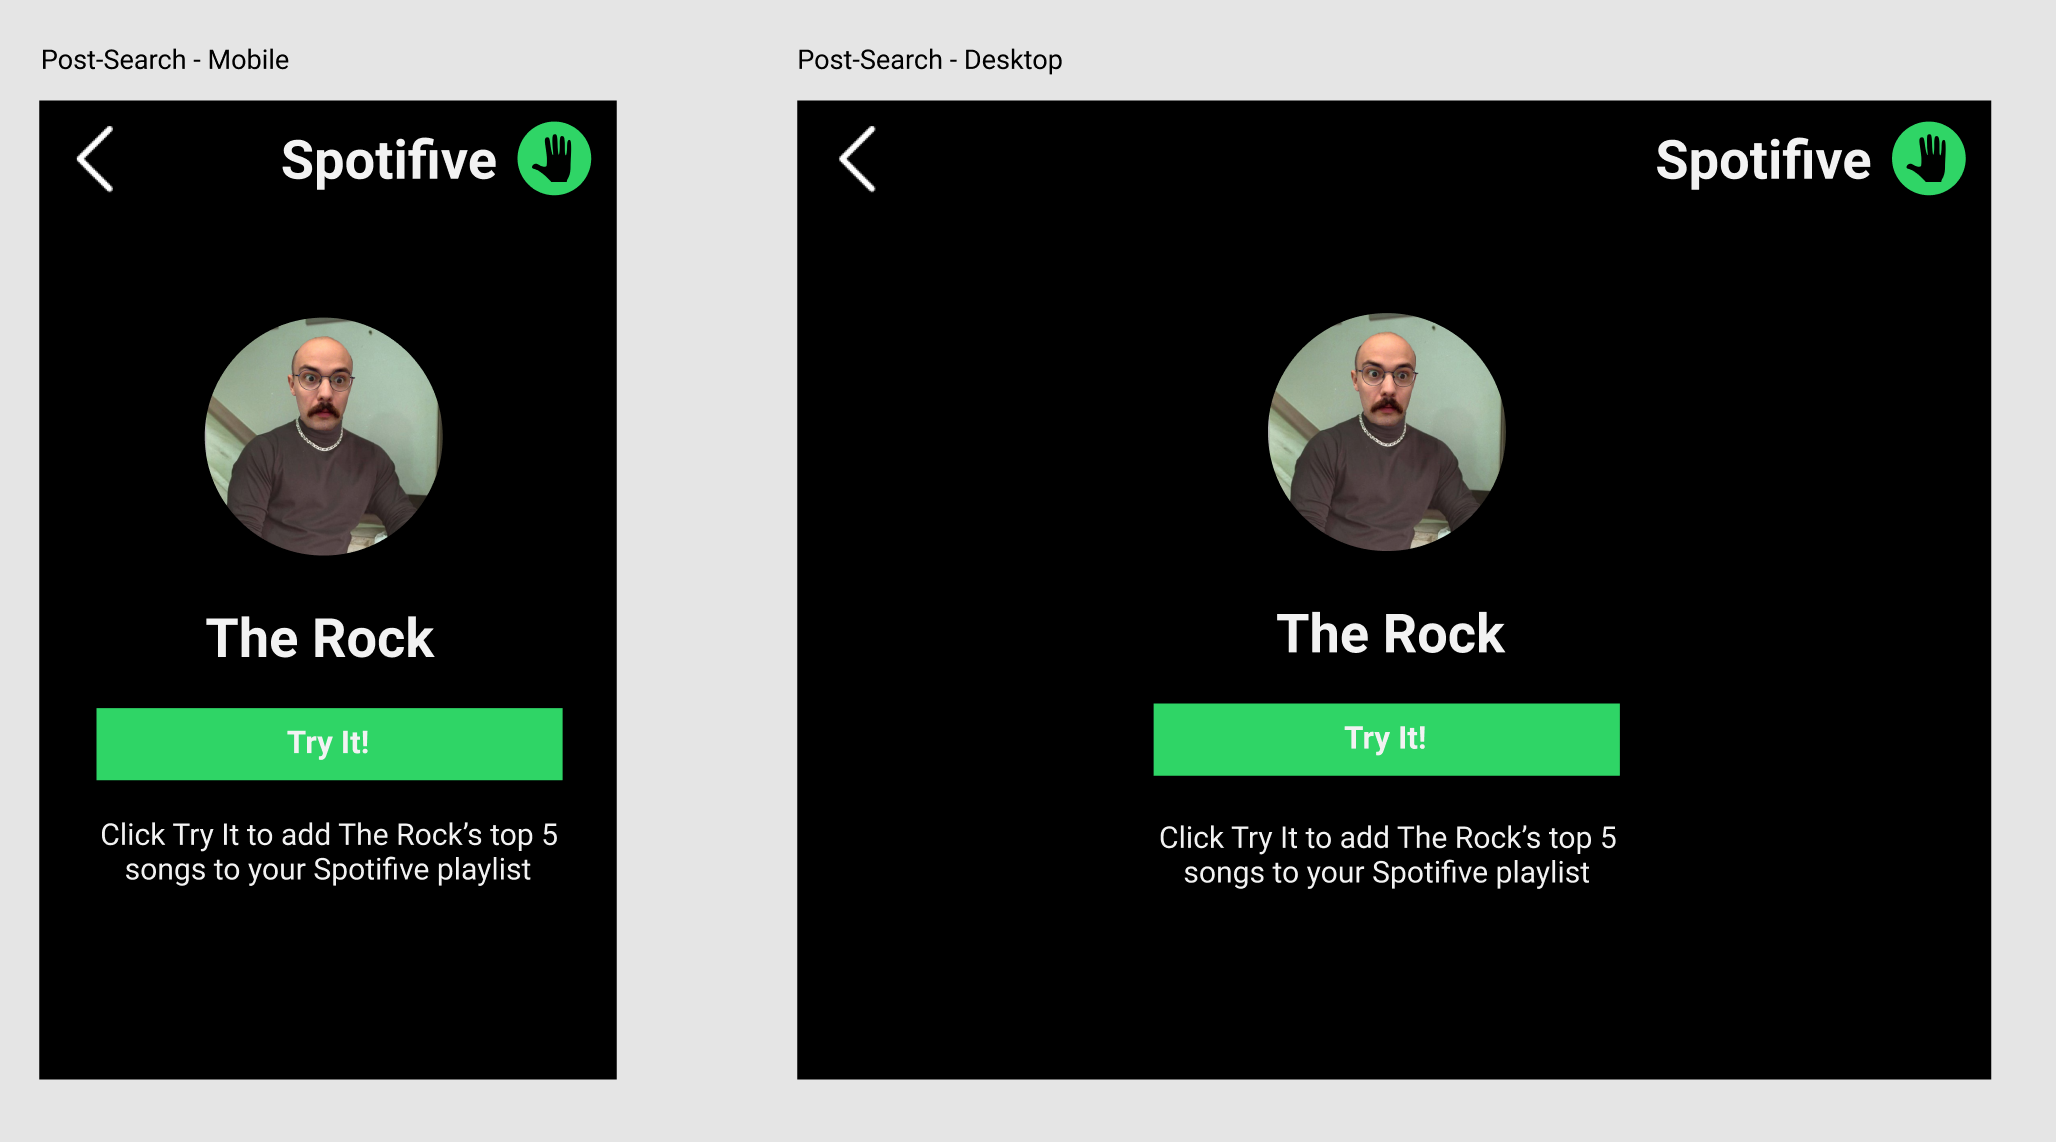 Post-Search - Mobile
Spotifive
The Rock
Try It!
Click Try It to add The Rock’s top 5
songs to your Spotifive playlist
Post-Search - Desktop
Spotifive
The Rock
Try It!
Click Try It to add The Rock’s top 5
songs to your Spotifive playlist